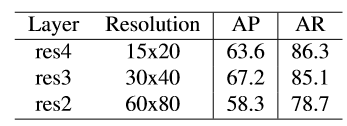 Layer Resolution AP AR
res4 15x20 63.6 86.3
res3 30x40 67.2 85.1
res2 60x80 58.3 78.7